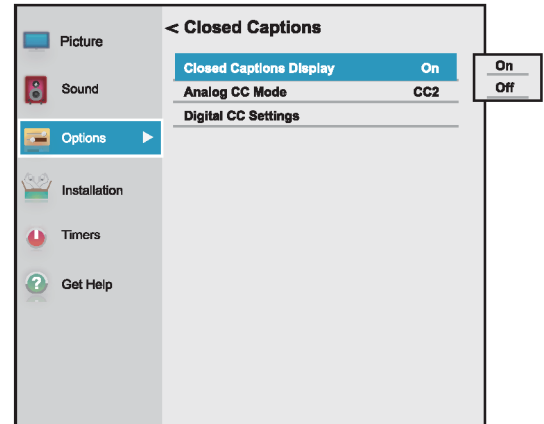 Picture
Sound
Options
Installation
Timers
Get Help
< Closed Captions
Closed Captions Display On
Analog CC Mode CC2
Digital CC Settings
On
Off